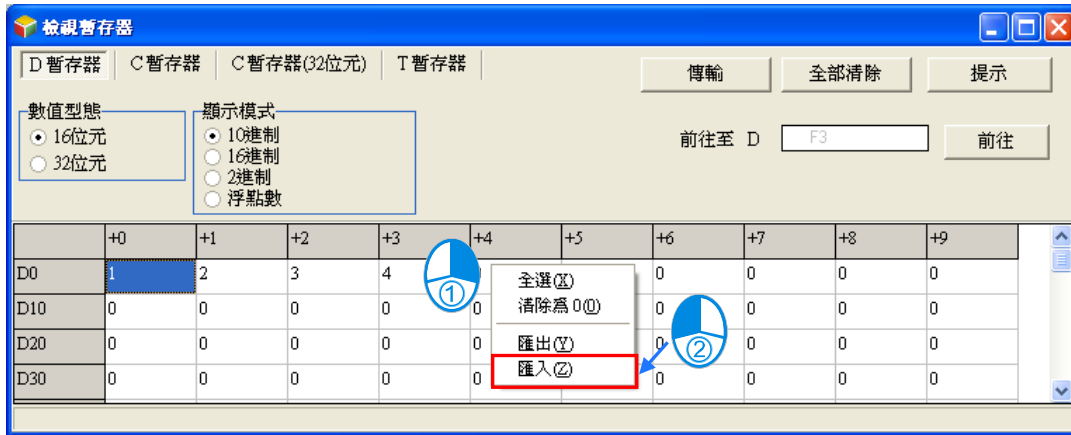 檢視暫存器
D暫存器 C暫存器 C暫存器(32位元) T暫存器 傳輸 全部清除 提示
數值型態 顯示模式
16位元 10進制 前往至 D F3 前往
32位元 16進制
2進制
浮點數
+0 +1 +2 +3 +4 +5 +6 +7 +8 +9
D0 1 2 3 4 0 0 0 0
全選(X)
① 清除為 0(0)
D10 0 0 0 0 0 0 0 0 0
D20 0 0 0 0 0 匯出(Y) 0 0 0 0
②
匯入(Z)
D30 0 0 0 0 0 0 0 0 0